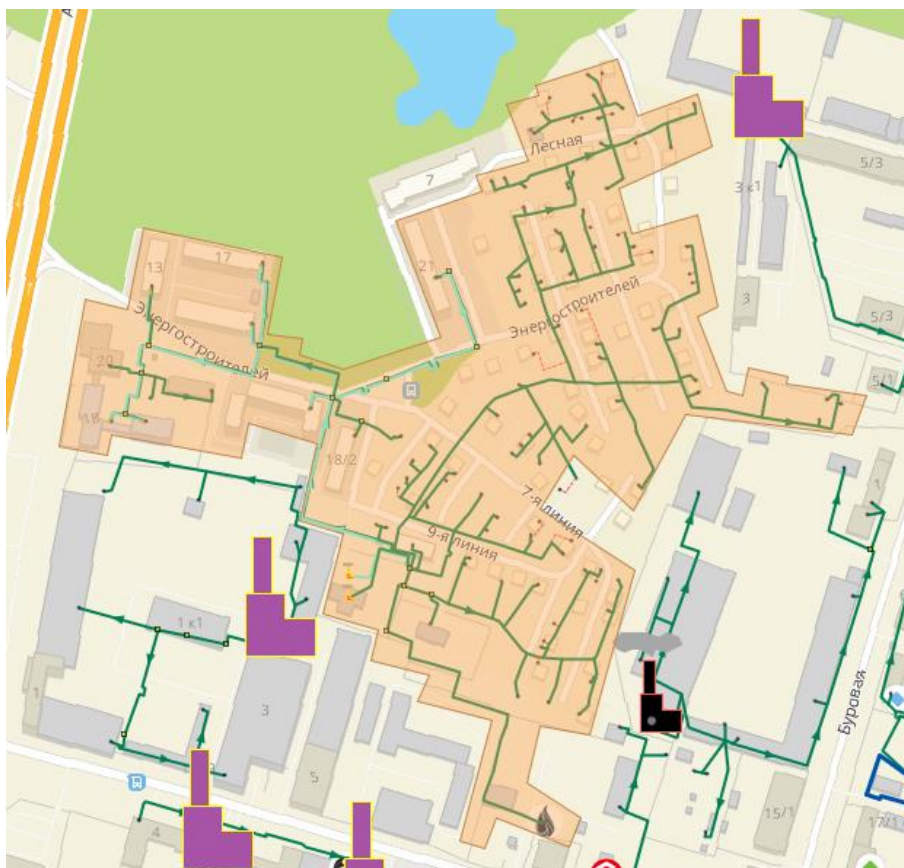 А
Лесная
7
5/3
3 к1
17
13
21
3
Энергостроителей
5/3
Энергостроителей
20
5/1
18
18/2
7-я линия
1
9-я линия
1 к1
1
3
Буровая
5
15/1
4
17/1